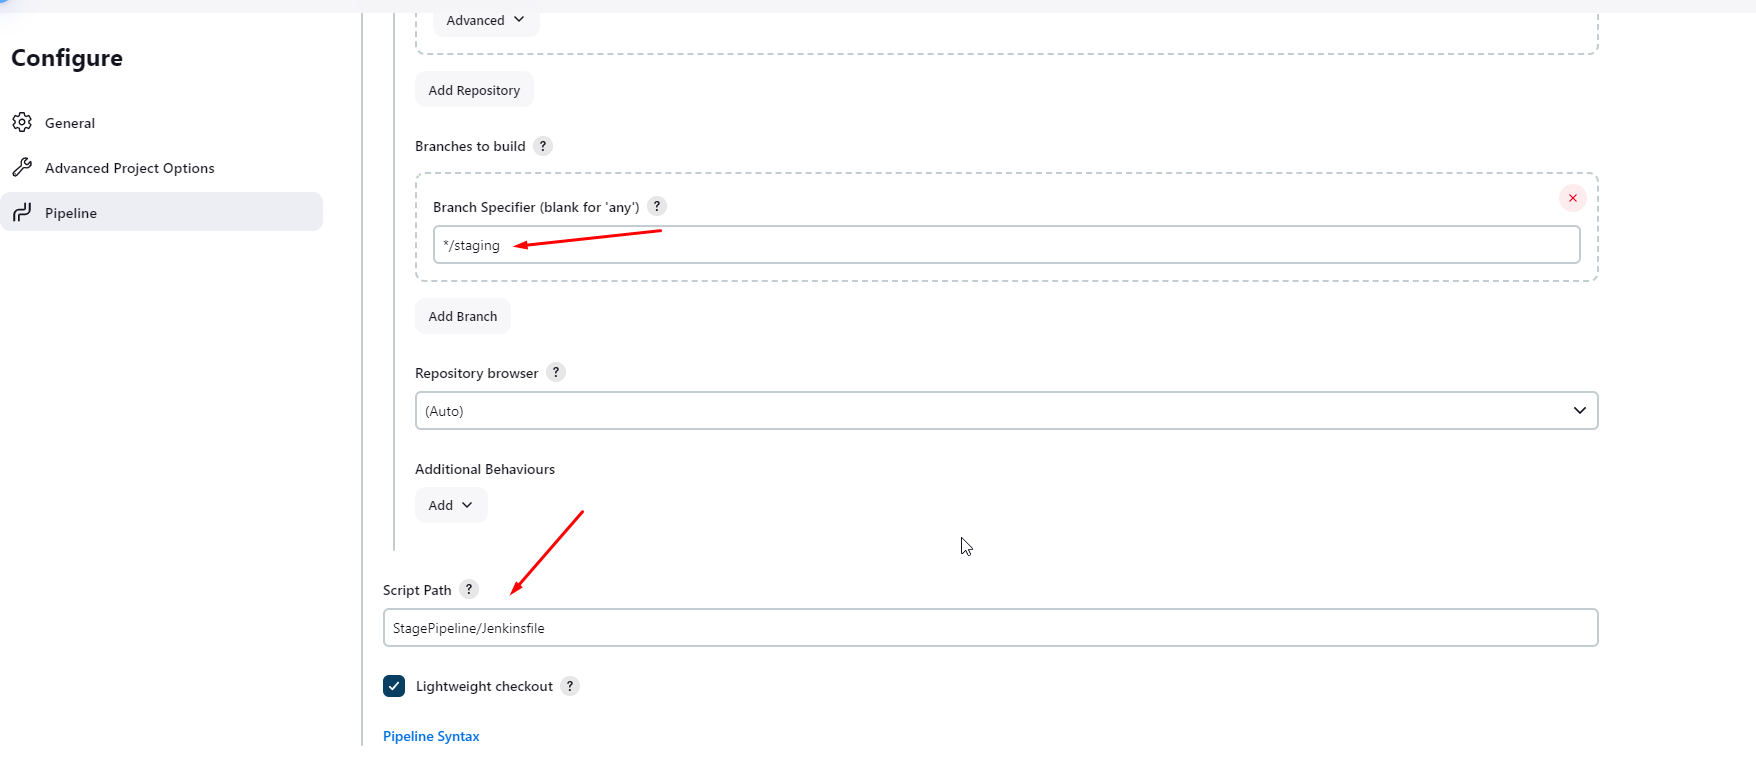 Advanced
Configure
Add Repository
General
Branches to build ?
Advanced Project Options
Branch Specifier (blank for 'any') ?
Pipeline
*/staging
Add Branch
Repository browser ?
(Auto)
Additional Behaviours
Add
Script Path ?
StagePipeline/Jenkinsfile
Lightweight checkout ?
Pipeline Syntax